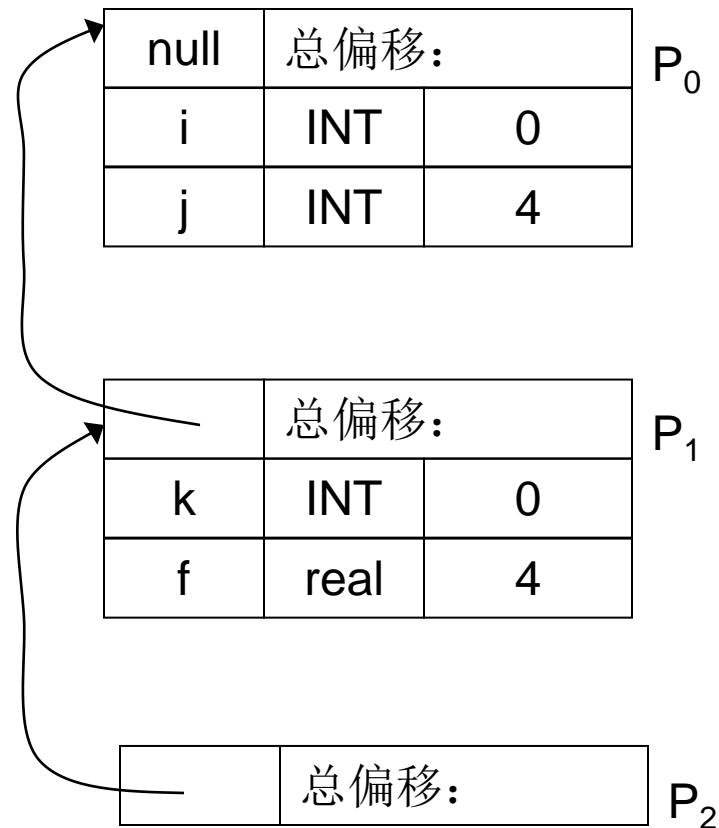 null 总偏移： P₀
i INT 0
j INT 4
总偏移： P₁
k INT 0
f real 4
总偏移： P₂